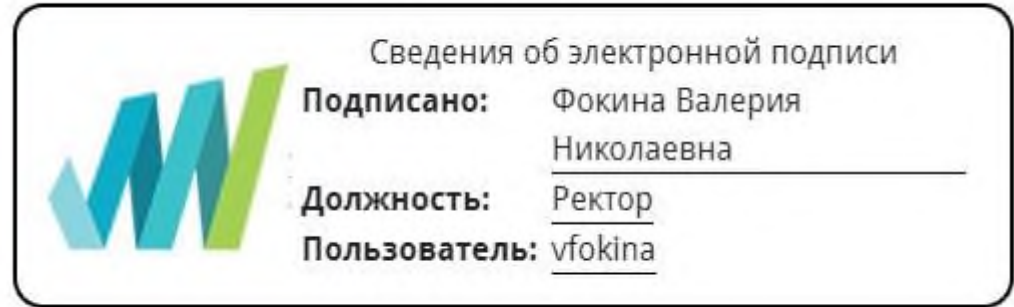 Сведения об электронной подписи
Подписано: Фокина Валерия
Николаевна
Должность: Ректор
Пользователь: vfokina